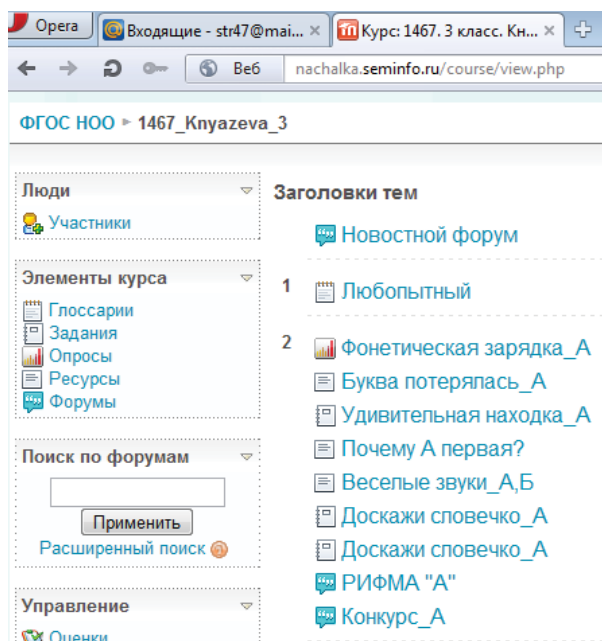 Opera
Входящие - str47@mai...
Курс: 1467. 3 класс. Кн...
Веб
nachalka.seminfo.ru/course/view.php
ФГОС НОО ► 1467_Knyazeva_3
Люди
Участники
Элементы курса
Глоссарии
Задания
Опросы
Ресурсы
Форумы
Поиск по форумам
Применить
Расширенный поиск
Управление
Оценки
Заголовки тем
Новостной форум
1
Любопытный
2
Фонетическая зарядка_А
Буква потерялась_А
Удивительная находка_А
Почему А первая?
Веселые звуки_А,Б
Доскажи словечко_А
Доскажи словечко_А
РИФМА "А"
Конкурс_А